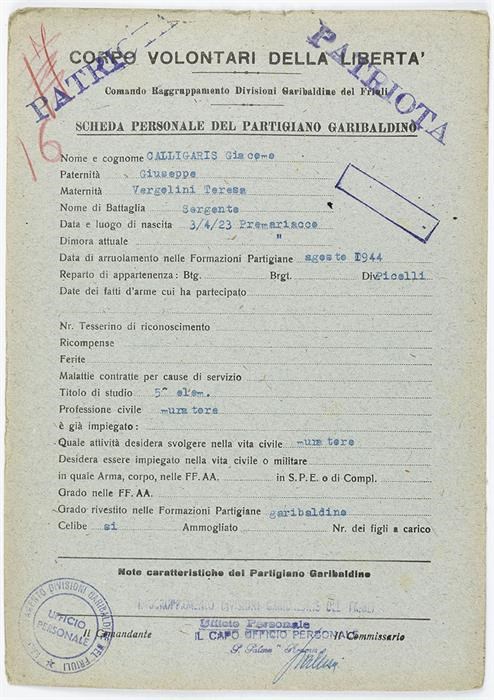 PATRIOTA
PATRIOTA
16
CORPO VOLONTARI DELLA LIBERTA'
Comando Raggruppamento Divisioni Garibaldine del Friuli
SCHEDA PERSONALE DEL PARTIGIANO GARIBALDINO
Nome e cognome CALLIGARIS Giacomo
Paternità Giuseppe
Maternità Vergolini Teresa
Nome di Battaglia Sergente
Data e luogo di nascita 3/4/23 Premariacco
Dimora attuale "
Data di arruolamento nelle Formazioni Partigiane agosto 1944
Reparto di appartenenza: Btg. Brgt. Div. Picelli
Date dei fatti d'arme cui ha partecipato
Nr. Tesserino di riconoscimento
Ricompense
Ferite
Malattie contratte per cause di servizio
Titolo di studio 5^ elem.
Professione civile muratore
è già impiegato:
Quale attività desidera svolgere nella vita civile muratore
Desidera essere impiegato nella vita civile o militare
in quale Arma, corpo, nelle FF. AA. in S.P.E. o di Compl.
Grado nelle FF. AA.
Grado rivestito nelle Formazioni Partigiane garibaldino
Celibe si Ammogliato Nr. dei figli a carico
Note caratteristiche del Partigiano Garibaldino
RAGGRUPPAMENTO DIVISIONI GARIBALDINE DEL FRIULI
Ufficio Personale
Il Comandante IL CAPO UFFICIO PERSONALE Il Commissario
DIVISIONI GARIBALDINE DEL FRIULI
UFFICIO PERSONALE